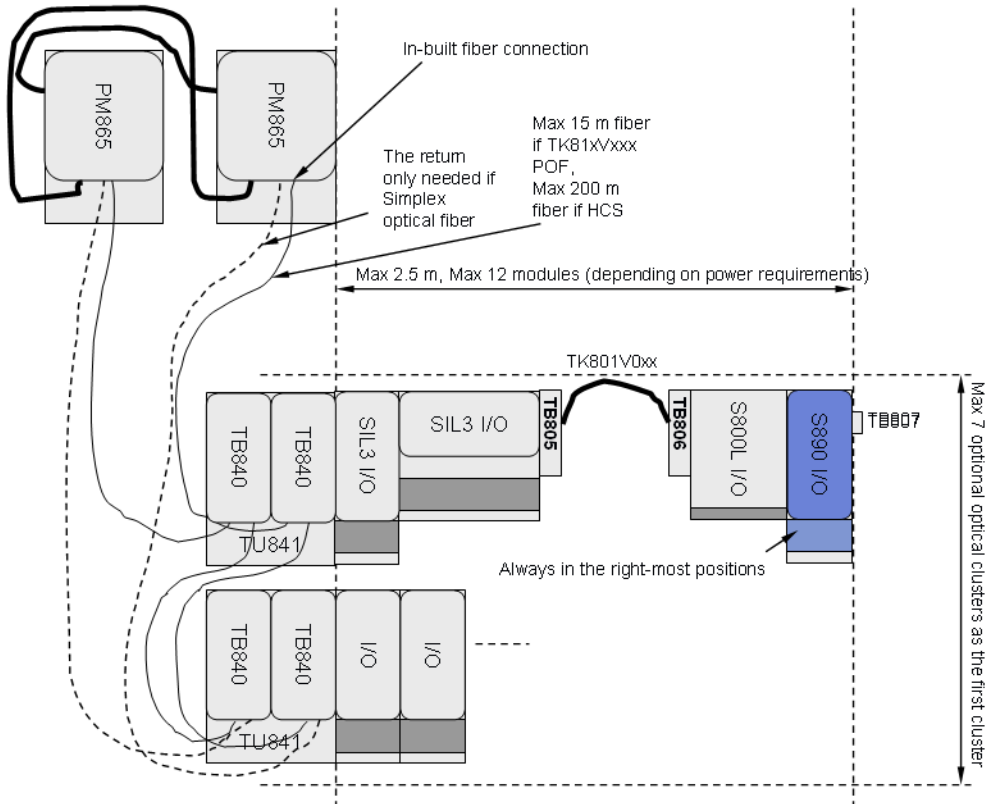 PM865
PM865
In-built fiber connection
The return
only needed if
Simplex
optical fiber
Max 15 m fiber
if TK81xVxxx
POF,
Max 200 m
fiber if HCS
Max 2.5 m, Max 12 modules (depending on power requirements)
TK801V0xx
TB840
TB840
SIL3 I/O
SIL3 I/O
TB805
TB806
S800L I/O
S890 I/O
TB807
TU841
Always in the right-most positions
Max 7 optional optical clusters as the first cluster
TB840
TB840
I/O
I/O
TU841